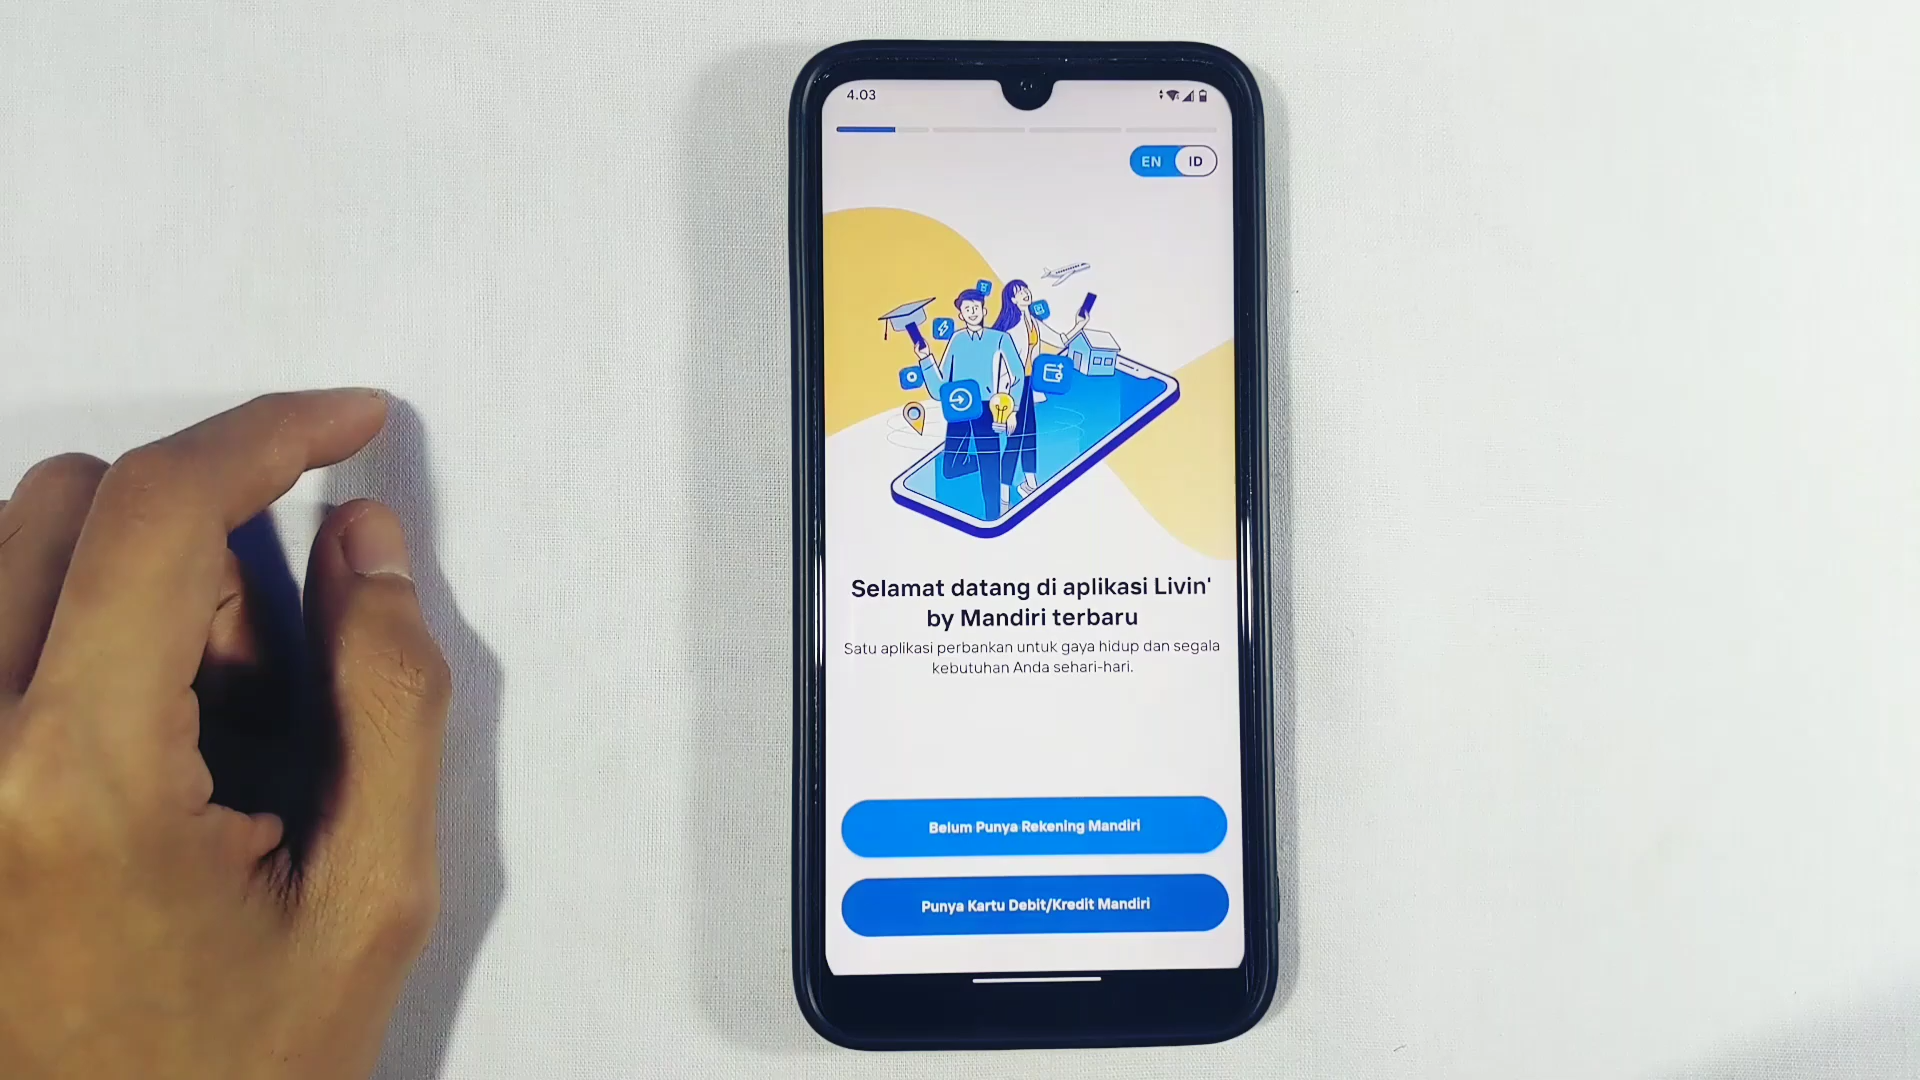 4.03
EN ID
Selamat datang di aplikasi Livin'
by Mandiri terbaru
Satu aplikasi perbankan untuk gaya hidup dan segala
kebutuhan Anda sehari-hari.
Belum Punya Rekening Mandiri
Punya Kartu Debit/Kredit Mandiri